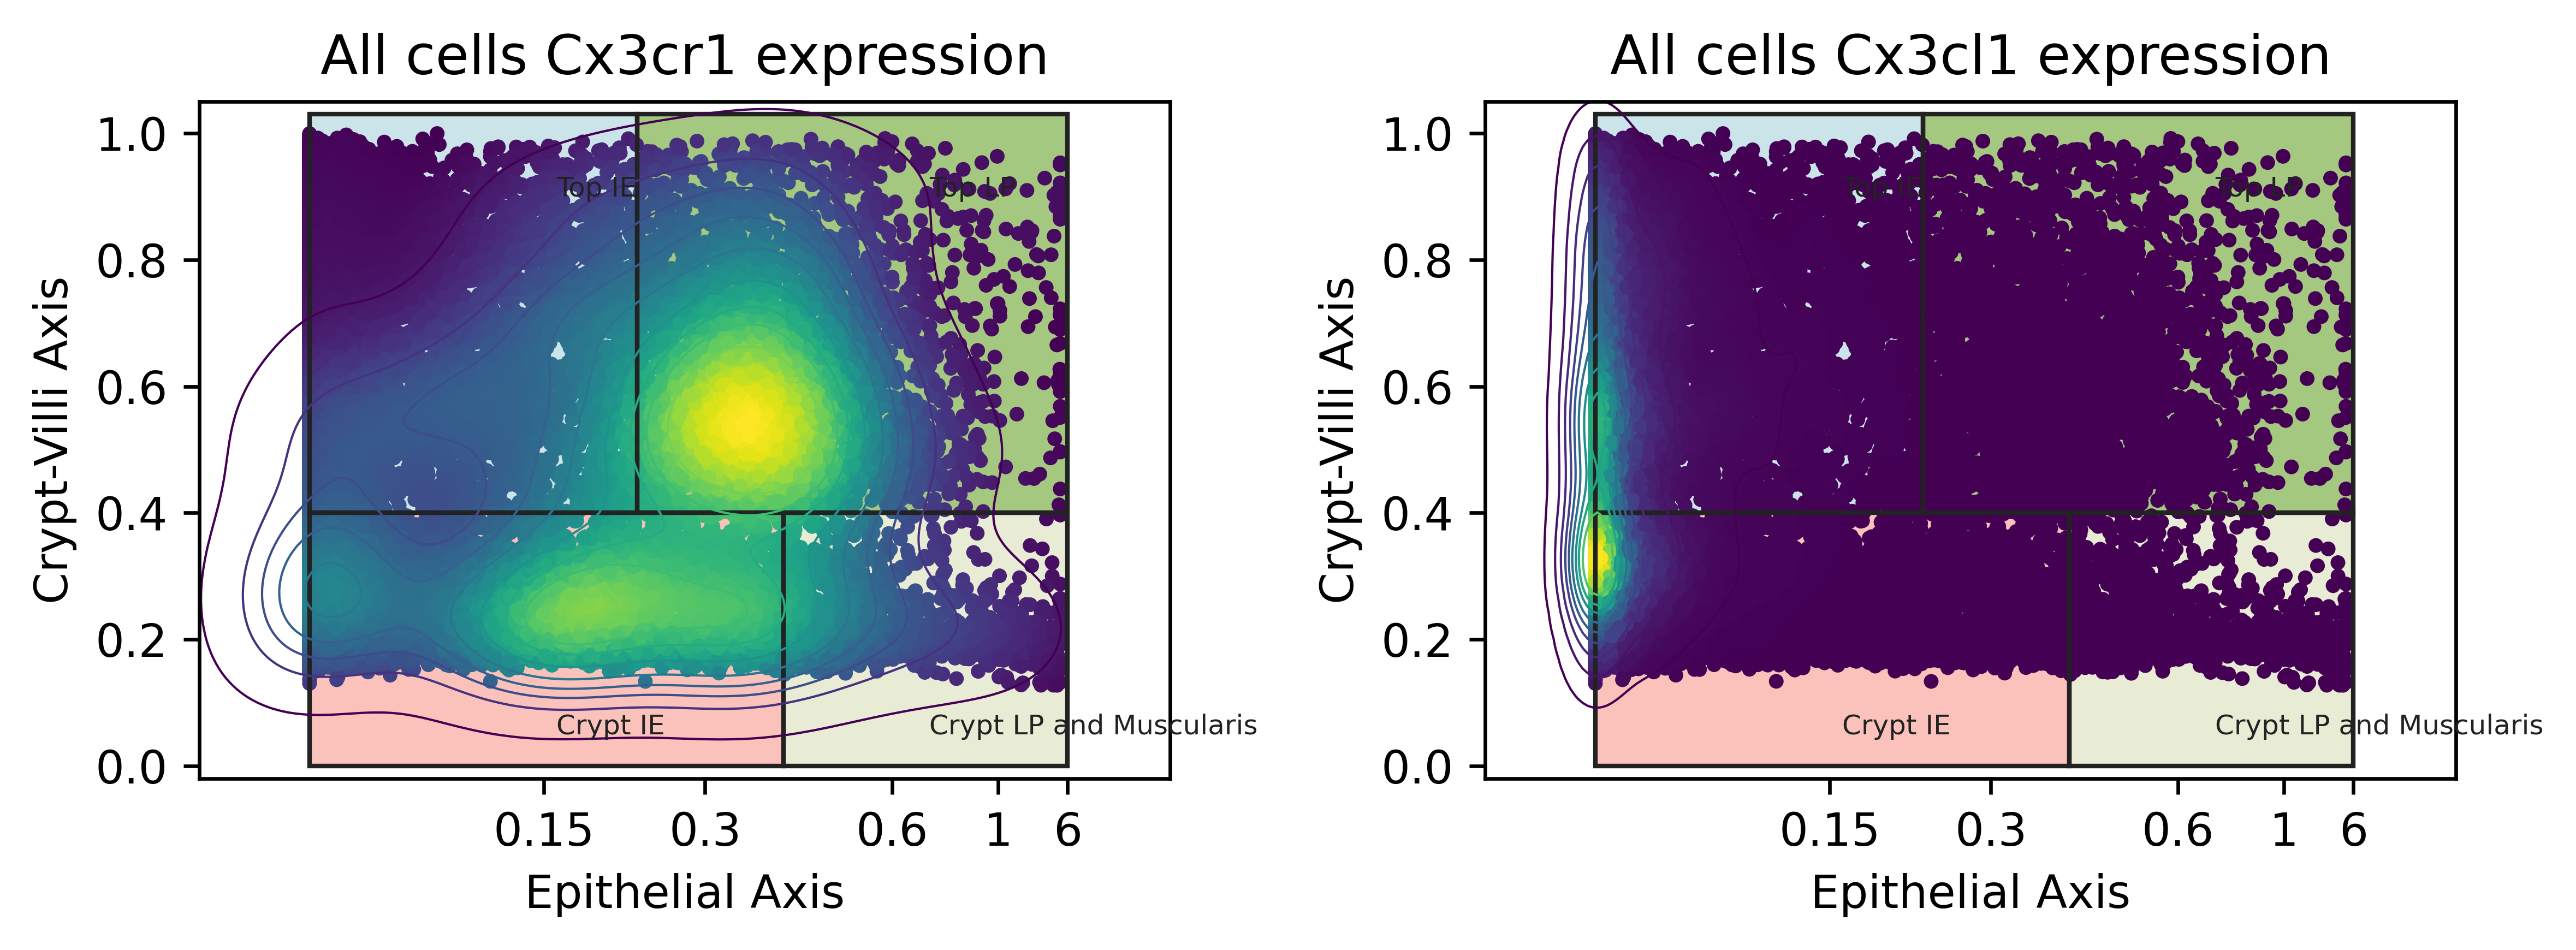 All cells Cx3cr1 expression
1.0
0.8
0.6
0.4
0.2
0.0
Crypt-Villi Axis
Top IE
Top LP
Crypt IE
Crypt LP and Muscularis
0.15 0.3 0.6 1 6
Epithelial Axis
All cells Cx3cl1 expression
1.0
0.8
0.6
0.4
0.2
0.0
Crypt-Villi Axis
Top IE
Top LP
Crypt IE
Crypt LP and Muscularis
0.15 0.3 0.6 1 6
Epithelial Axis